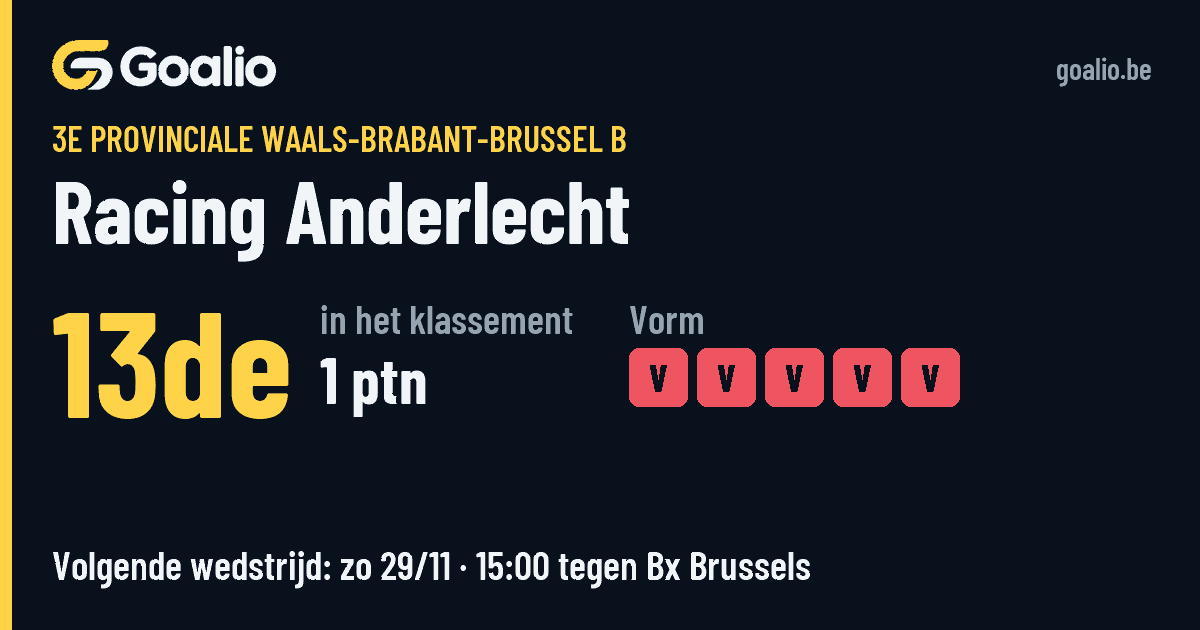 Goalio
goalio.be
3E PROVINCIALE WAALS-BRABANT-BRUSSEL B
Racing Anderlecht
13de
in het klassement
1 ptn
Vorm
V V V V V
Volgende wedstrijd: zo 29/11 · 15:00 tegen Bx Brussels